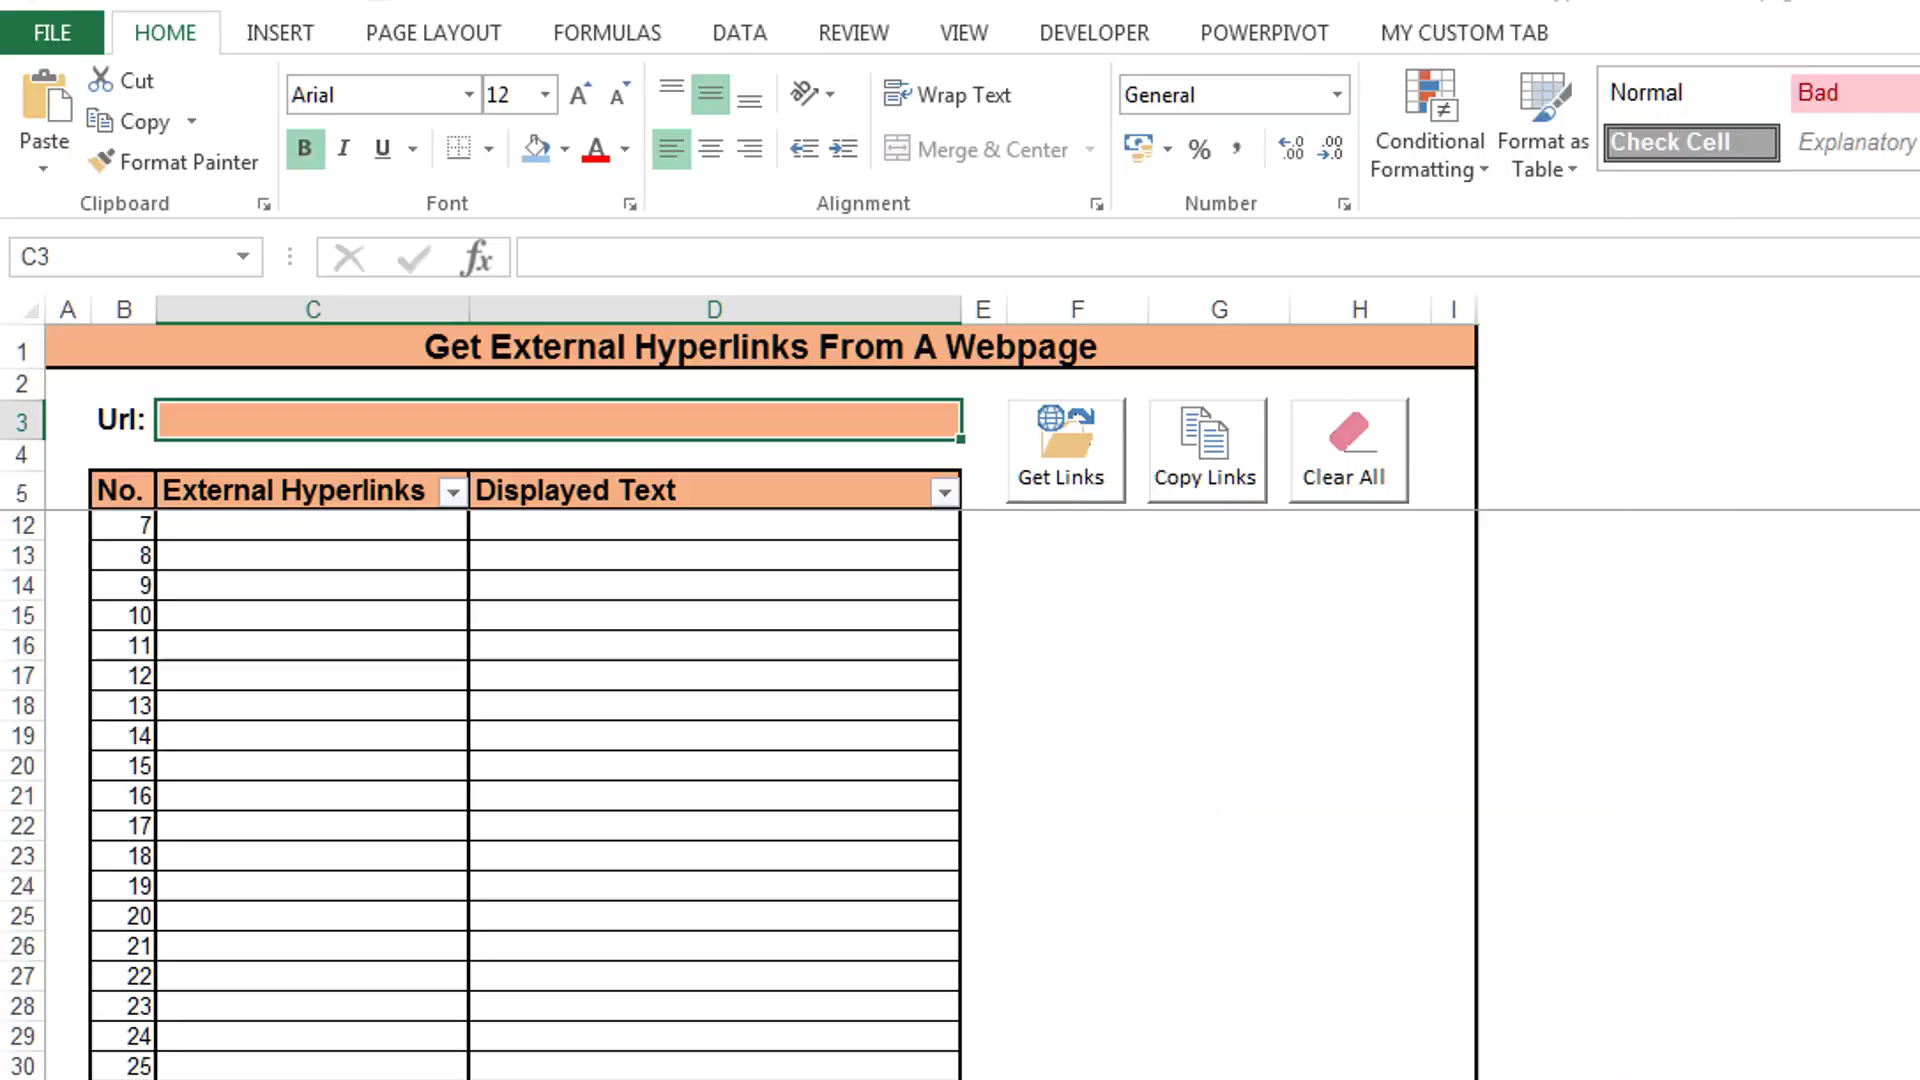 FILE HOME INSERT PAGE LAYOUT FORMULAS DATA REVIEW VIEW DEVELOPER POWERPIVOT MY CUSTOM TAB
Paste
Cut
Copy
Format Painter
Clipboard
Arial 12
B I U A
Font
Wrap Text
Merge & Center
Alignment
General
% ,
Number
Conditional Formatting
Format as Table
Normal Bad
Check Cell Explanatory
C3 fx
A B C D E F G H I
1 Get External Hyperlinks From A Webpage
2
3 Url: Get Links Copy Links Clear All
4
5 No. External Hyperlinks Displayed Text
12 7
13 8
14 9
15 10
16 11
17 12
18 13
19 14
20 15
21 16
22 17
23 18
24 19
25 20
26 21
27 22
28 23
29 24
30 25